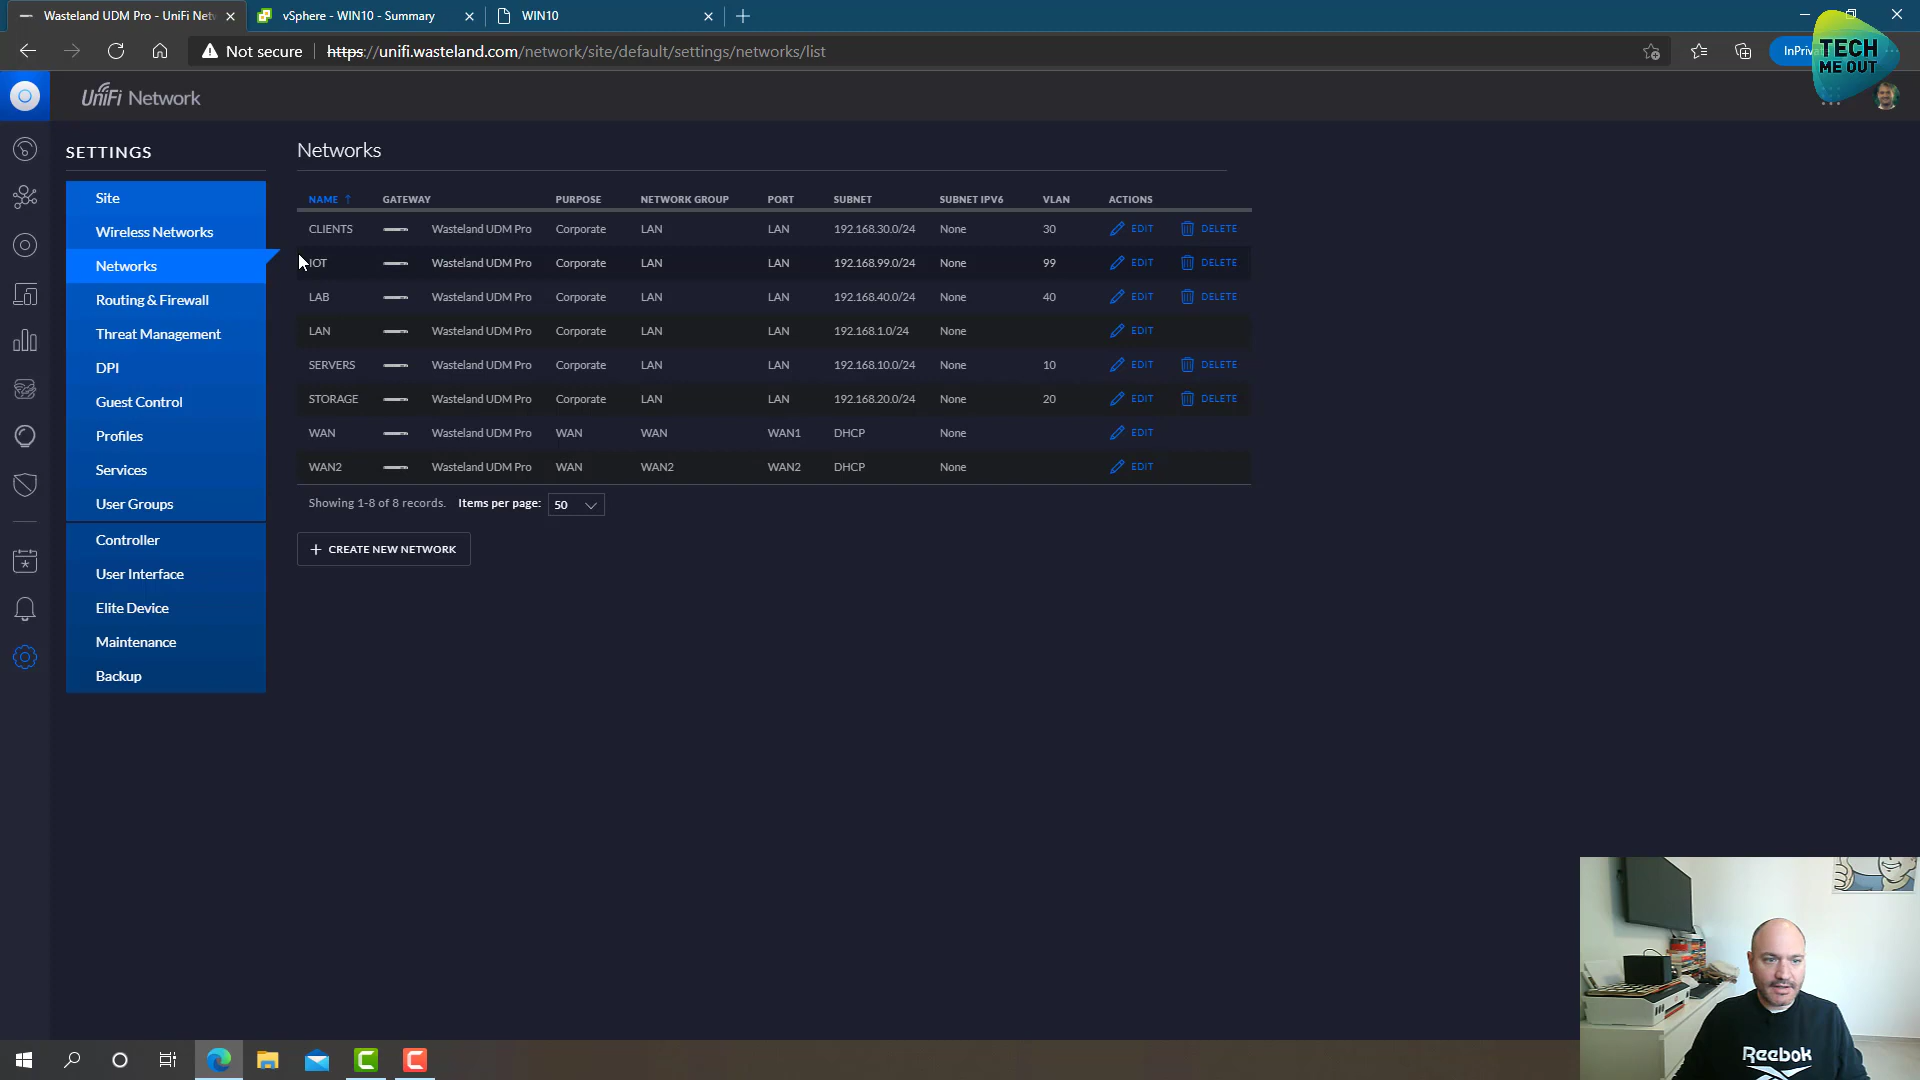 Wasteland UDM Pro - UniFi Net
vSphere - WIN10 - Summary
WIN10
Not secure
https://unifi.wasteland.com/network/site/default/settings/networks/list
InPriv
TECH
ME OUT
UniFi Network
SETTINGS
Site
Wireless Networks
Networks
Routing & Firewall
Threat Management
DPI
Guest Control
Profiles
Services
User Groups
Controller
User Interface
Elite Device
Maintenance
Backup
Networks
NAME GATEWAY PURPOSE NETWORK GROUP PORT SUBNET SUBNET IPV6 VLAN ACTIONS
CLIENTS Wasteland UDM Pro Corporate LAN LAN 192.168.30.0/24 None 30 EDIT DELETE
IOT Wasteland UDM Pro Corporate LAN LAN 192.168.99.0/24 None 99 EDIT DELETE
LAB Wasteland UDM Pro Corporate LAN LAN 192.168.40.0/24 None 40 EDIT DELETE
LAN Wasteland UDM Pro Corporate LAN LAN 192.168.1.0/24 None EDIT
SERVERS Wasteland UDM Pro Corporate LAN LAN 192.168.10.0/24 None 10 EDIT DELETE
STORAGE Wasteland UDM Pro Corporate LAN LAN 192.168.20.0/24 None 20 EDIT DELETE
WAN Wasteland UDM Pro WAN WAN WAN1 DHCP None EDIT
WAN2 Wasteland UDM Pro WAN WAN2 WAN2 DHCP None EDIT
Showing 1-8 of 8 records. Items per page: 50
+ CREATE NEW NETWORK
Reebok